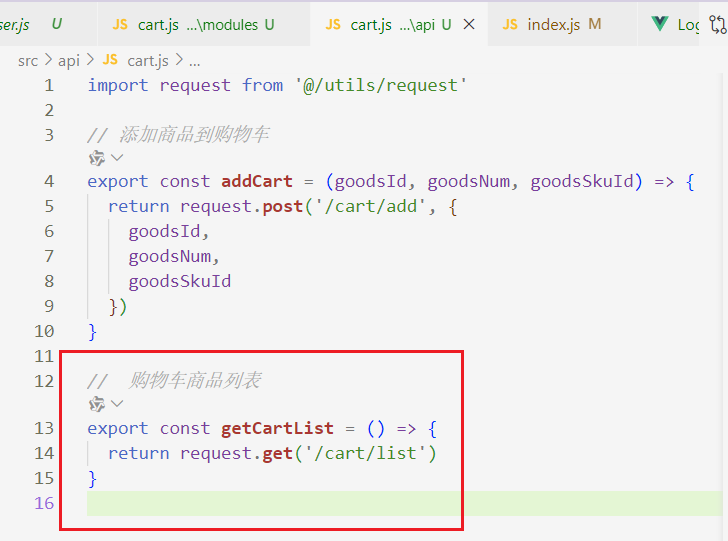 ser.js U JS cart.js ...\modules U JS cart.js ...\api U JS index.js M Log
src > api > JS cart.js > ...
1 import request from '@/utils/request'
2
3 // 添加商品到购物车
4 export const addCart = (goodsId, goodsNum, goodsSkuId) => {
5 return request.post('/cart/add', {
6 goodsId,
7 goodsNum,
8 goodsSkuId
9 })
10 }
11
12 // 购物车商品列表
13 export const getCartList = () => {
14 return request.get('/cart/list')
15 }
16